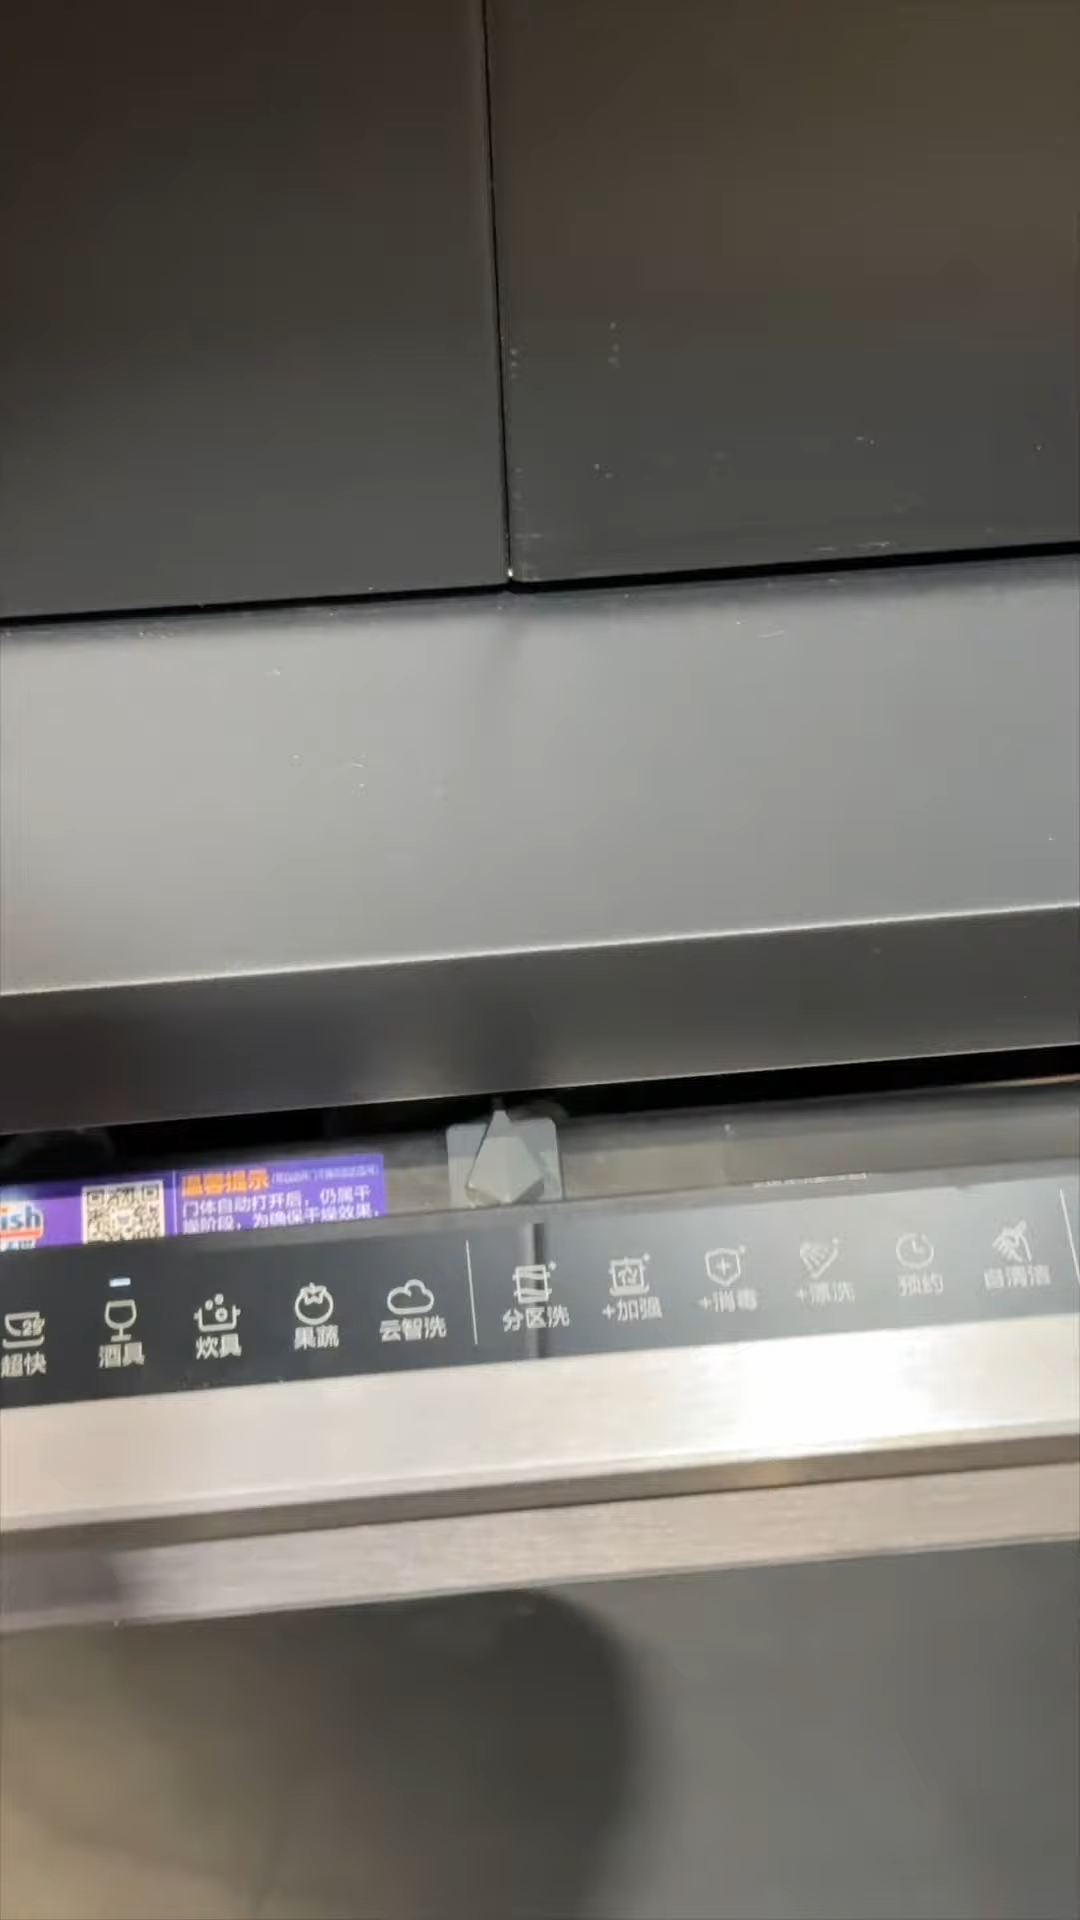 ish
温馨提示
门体自动打开后，仍属干
燥阶段，为确保干燥效果，
25'
超快
酒具
炊具
果蔬
云智洗
分区洗
+加强
+消毒
+漂洗
预约
自清洁